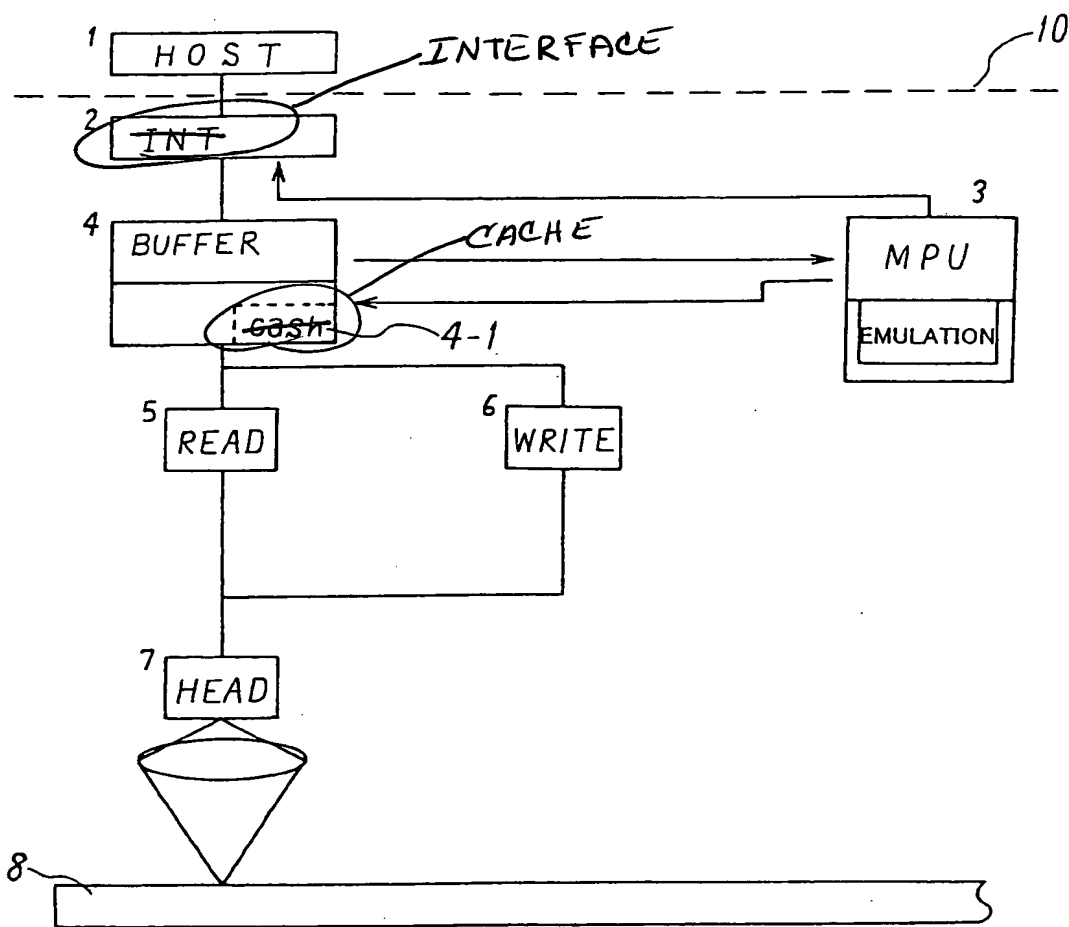 1
HOST
INTERFACE
10
2
INT
3
4
BUFFER
CACHE
MPU
cash
4-1
EMULATION
5
READ
6
WRITE
7
HEAD
8